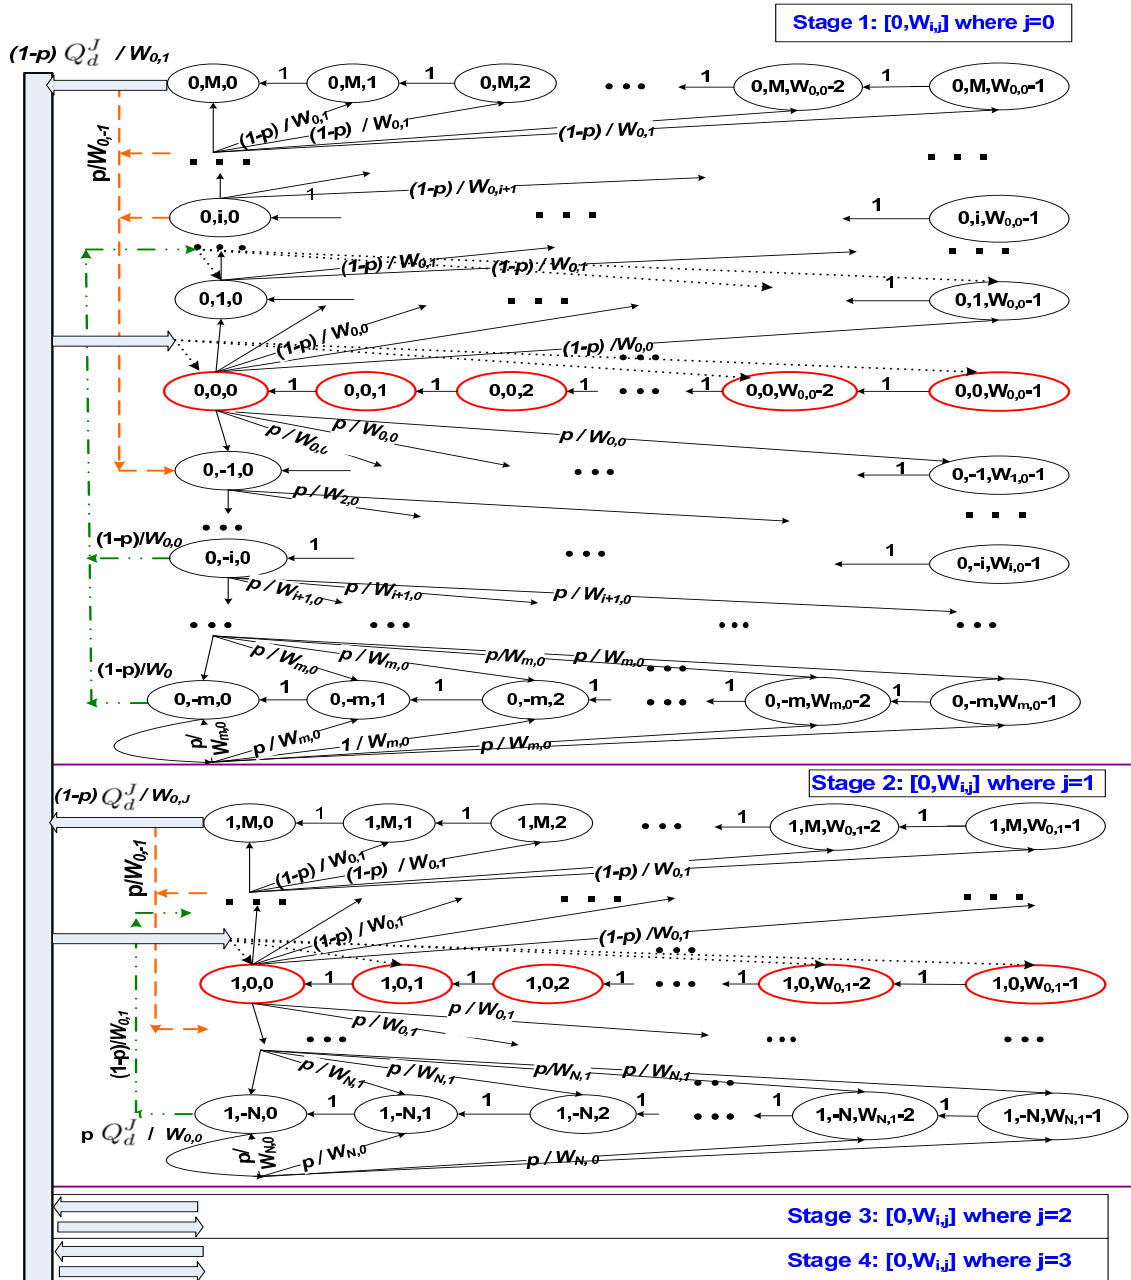 Stage 1: [0,Wi,j] where j=0
(1-p) Q_d^J / W0,1
0,M,0
1
0,M,1
1
0,M,2
• • •
1
0,M,W0,0-2
1
0,M,W0,0-1
(1-p) / W0,1
(1-p) / W0,1
(1-p) / W0,1
p/W0,-1
(1-p) / W0,i+1
0,i,0
1
1
0,i,W0,0-1
(1-p) / W0,1
(1-p) / W0,1
0,1,0
1
0,1,W0,0-1
(1-p) / W0,0
(1-p) /W0,0
0,0,0
1
0,0,1
1
0,0,2
1
1
0,0,W0,0-2
1
0,0,W0,0-1
p / W0,0
p / W0,0
p / W0,0
0,-1,0
1
0,-1,W1,0-1
p / W2,0
(1-p)/W0,0
0,-i,0
1
1
0,-i,Wi,0-1
p / Wi+1,0
p / Wi+1,0
p / Wi+1,0
(1-p)/W0
p / Wm,0
p / Wm,0
p/Wm,0
p / Wm,0
0,-m,0
1
0,-m,1
1
0,-m,2
1
1
0,-m,Wm,0-2
1
0,-m,Wm,0-1
p/
Wm,0
p / Wm,0
1/ Wm,0
p / Wm,0
Stage 2: [0,Wi,j] where j=1
(1-p) Q_d^J / W0,J
1,M,0
1
1,M,1
1
1,M,2
1
1,M,W0,1-2
1
1,M,W0,1-1
p/W0,-1
(1-p) / W0,1
(1-p) / W0,1
(1-p) / W0,1
(1-p) / W0,1
(1-p) /W0,1
1,0,0
1
1,0,1
1
1,0,2
1
1
1,0,W0,1-2
1
1,0,W0,1-1
(1-p)/W0,1
p / W0,1
p / W0,1
p / WN,1
p / WN,1
p/WN,1
p / WN,1
1,-N,0
1
1,-N,1
1
1,-N,2
1
1
1,-N,WN,1-2
1
1,-N,WN,1-1
p Q_d^J / W0,0
p/
WN,0
p / WN,0
p / WN, 0
Stage 3: [0,Wi,j] where j=2
Stage 4: [0,Wi,j] where j=3